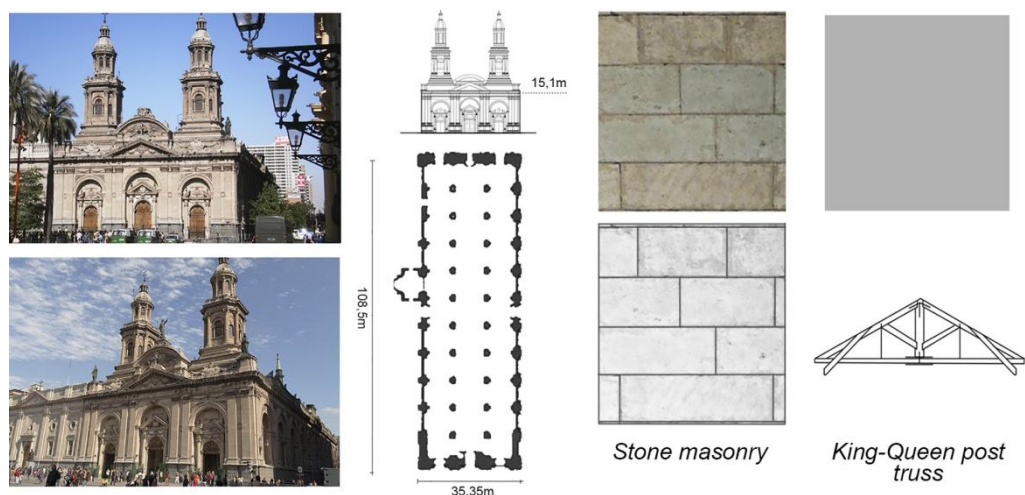 15,1m
108,5m
35,35m
Stone masonry
King-Queen post
truss